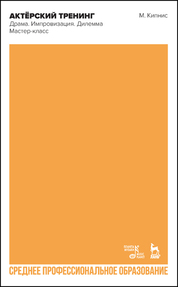 АКТЁРСКИЙ ТРЕНИНГ
М. Кипнис
Драма. Импровизация. Дилемма
Мастер-класс
СРЕДНЕЕ ПРОФЕССИОНАЛЬНОЕ ОБРАЗОВАНИЕ